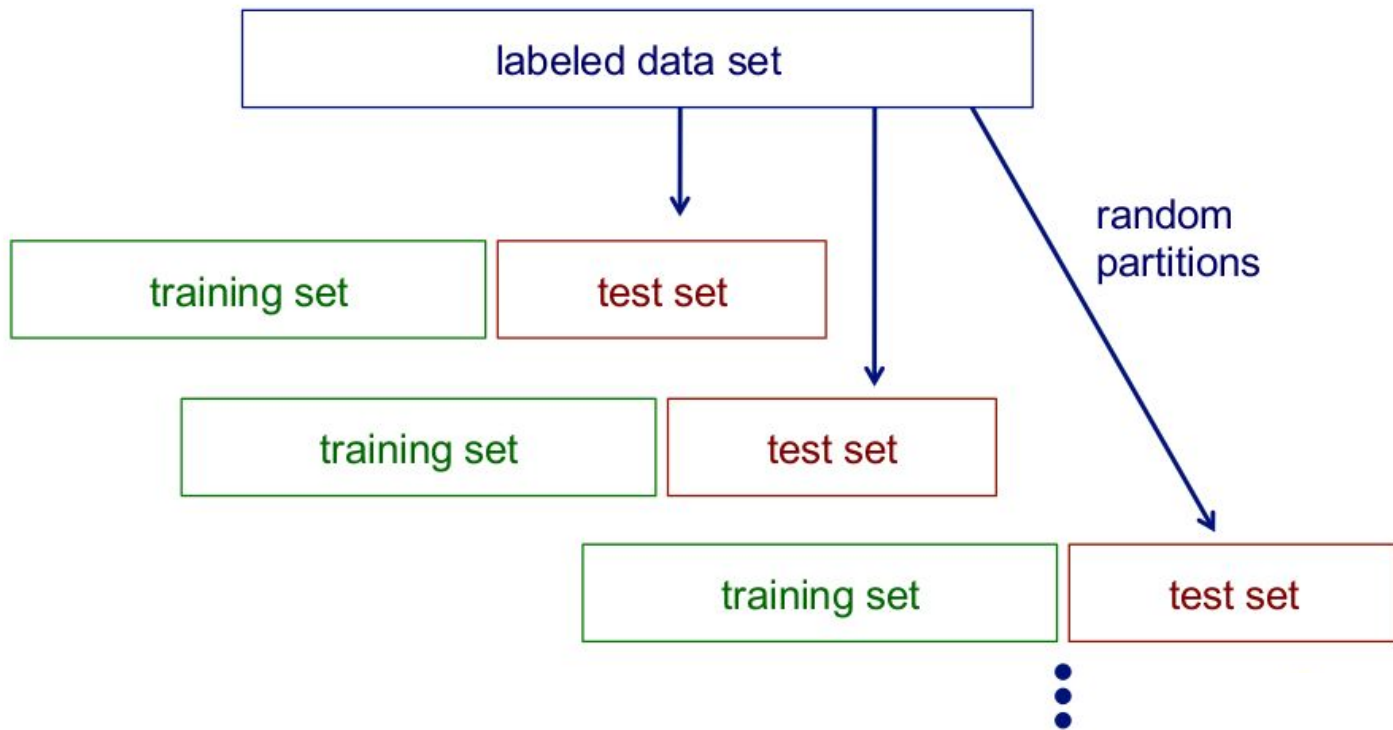 labeled data set
random
partitions
training set
test set
training set
test set
training set
test set